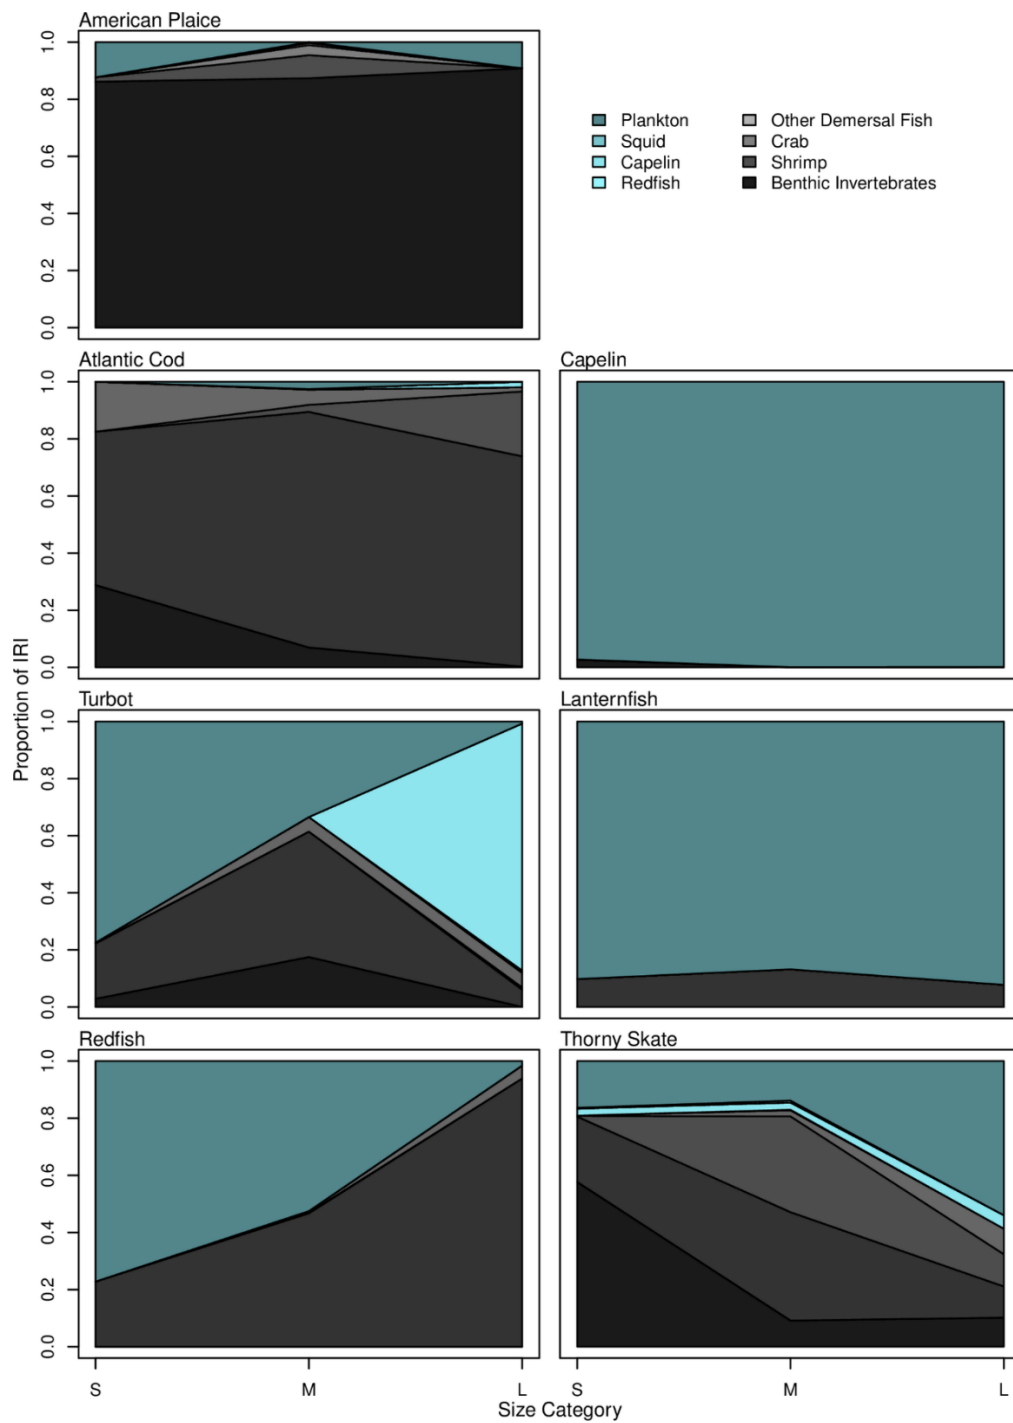 American Plaice
1.0
0.8
0.6
0.4
0.2
0.0
Plankton
Squid
Capelin
Redfish
Other Demersal Fish
Crab
Shrimp
Benthic Invertebrates
Atlantic Cod
1.0
0.8
0.6
0.4
0.2
0.0
Capelin
Proportion of IRI
Turbot
1.0
0.8
0.6
0.4
0.2
0.0
Lanternfish
Redfish
1.0
0.8
0.6
0.4
0.2
0.0
Thorny Skate
S M L
S M L
Size Category